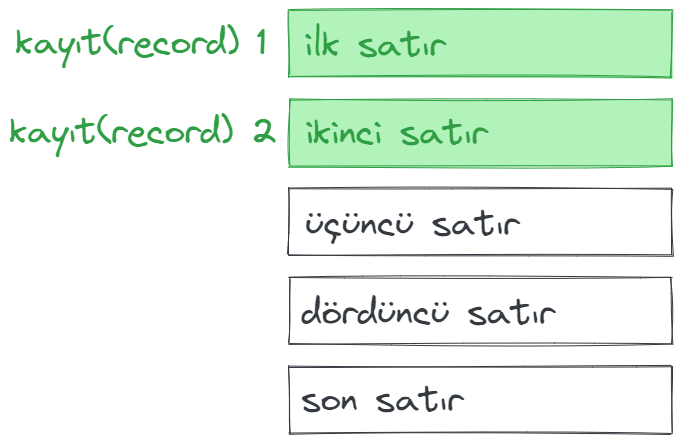 kayıt(record) 1 ilk satır
kayıt(record) 2 ikinci satır
üçüncü satır
dördüncü satır
son satır